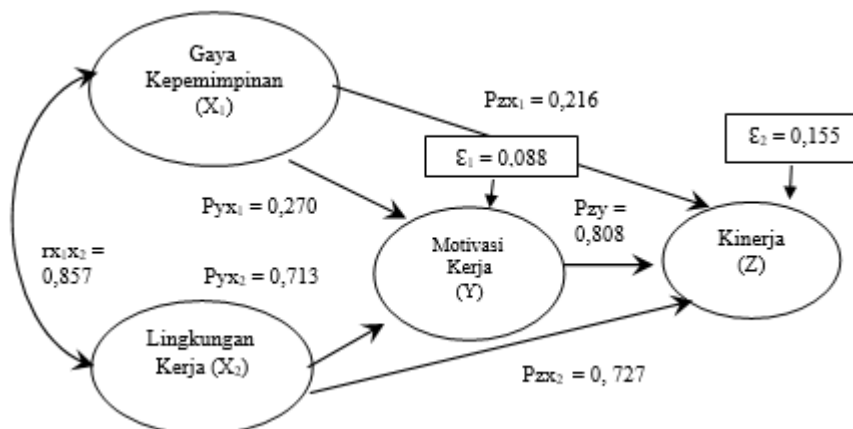 Gaya
Kepemimpinan
(X₁)
Pzx₁ = 0,216
Ɛ₁ = 0,088
Ɛ₂ = 0,155
Pyx₁ = 0,270
Pzy =
0,808
rx₁x₂ =
0,857
Pyx₂ = 0,713
Motivasi
Kerja
(Y)
Kinerja
(Z)
Lingkungan
Kerja (X₂)
Pzx₂ = 0, 727